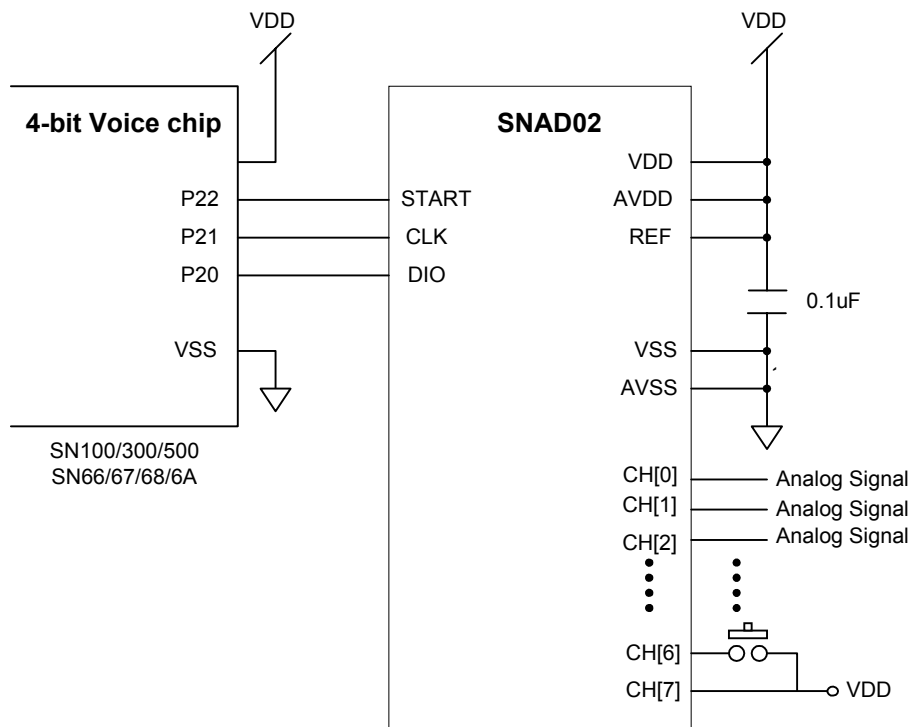 VDD
VDD
4-bit Voice chip
SNAD02
VDD
P22
START
AVDD
P21
CLK
REF
P20
DIO
0.1uF
VSS
VSS
AVSS
SN100/300/500
SN66/67/68/6A
CH[0]
Analog Signal
CH[1]
Analog Signal
CH[2]
Analog Signal
CH[6]
CH[7]
VDD